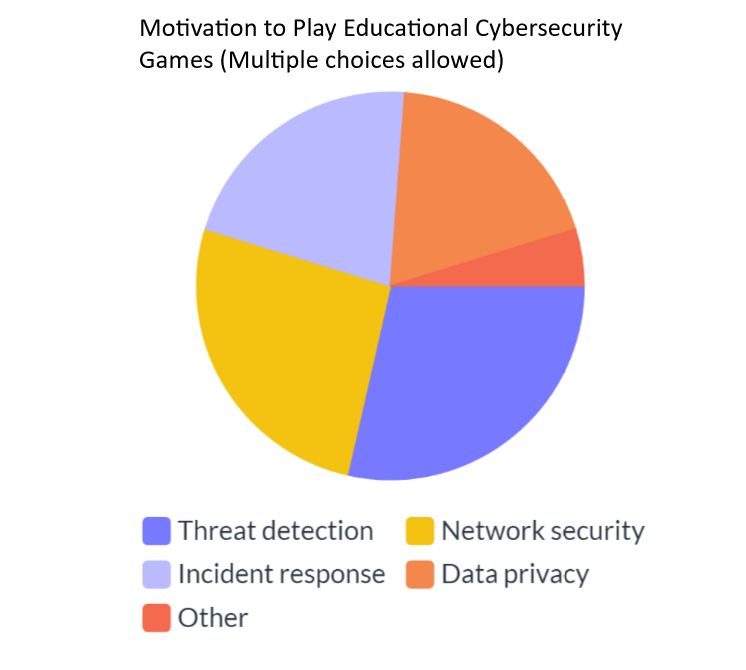 Motivation to Play Educational Cybersecurity
Games (Multiple choices allowed)
Threat detection
Network security
Incident response
Data privacy
Other